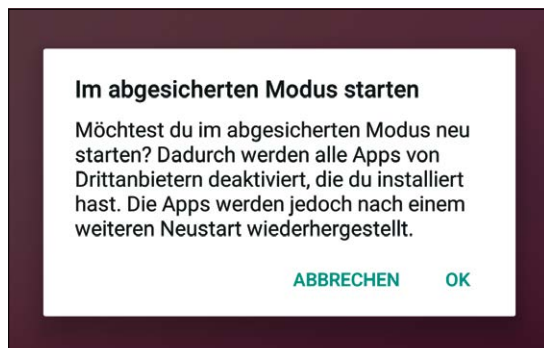 Im abgesicherten Modus starten
Möchtest du im abgesicherten Modus neu
starten? Dadurch werden alle Apps von
Drittanbietern deaktiviert, die du installiert
hast. Die Apps werden jedoch nach einem
weiteren Neustart wiederhergestellt.
ABBRECHEN OK